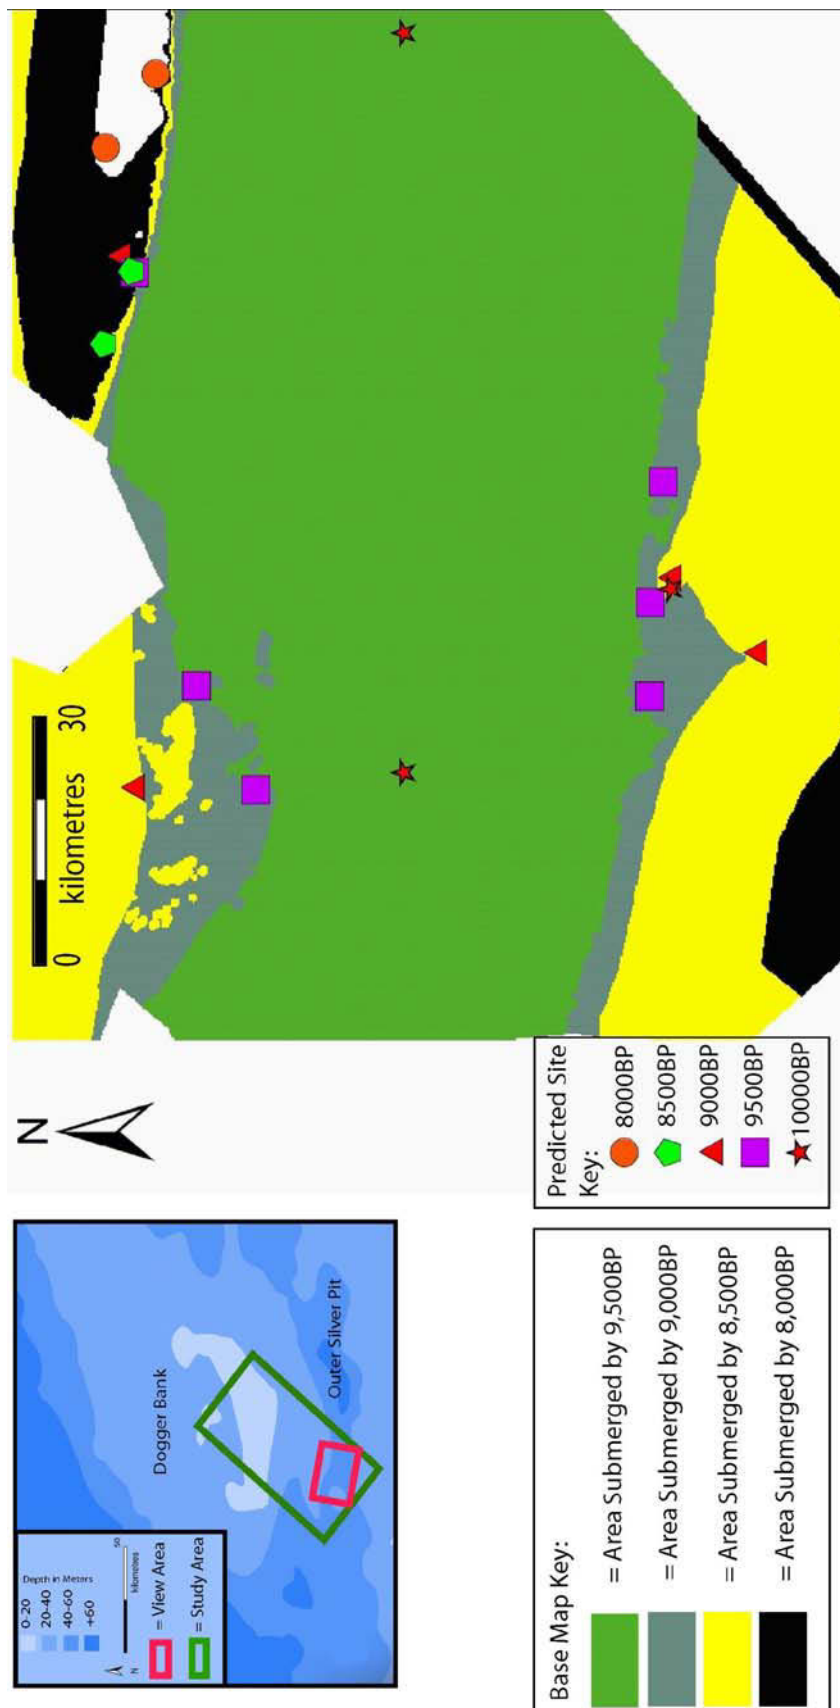 Depth in Meters
0-20
20-40
40-60
+60
N
50
kilometres
= View Area
= Study Area
Dogger Bank
Outer Silver Pit
N
0
30
kilometres
Base Map Key:
= Area Submerged by 9,500BP
= Area Submerged by 9,000BP
= Area Submerged by 8,500BP
= Area Submerged by 8,000BP
Predicted Site
Key:
8000BP
8500BP
9000BP
9500BP
10000BP